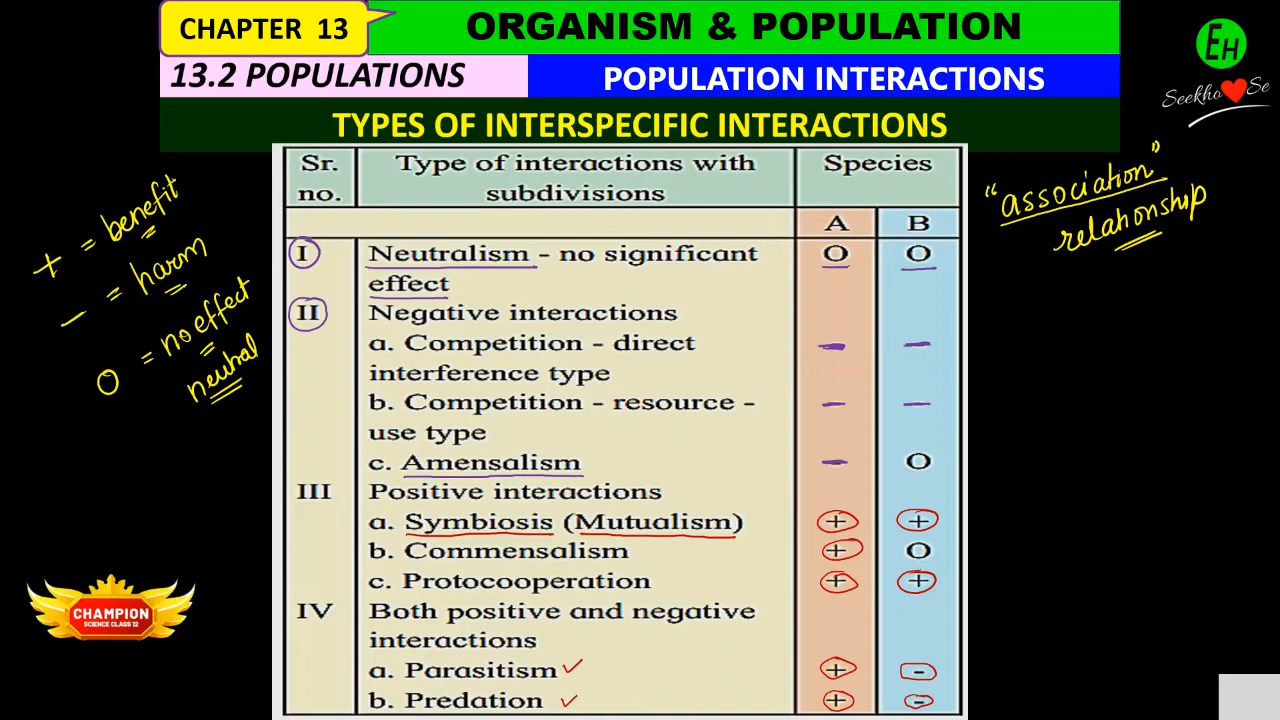 CHAPTER 13
ORGANISM & POPULATION
EH
Seekho Se
13.2 POPULATIONS
POPULATION INTERACTIONS
TYPES OF INTERSPECIFIC INTERACTIONS
+ = benefit
- = harm
O = no effect
neutral
"association"
relationship
Sr. no. Type of interactions with subdivisions Species
A B
I Neutralism - no significant O O
effect
II Negative interactions
a. Competition - direct - -
interference type
b. Competition - resource - - -
use type
c. Amensalism - O
III Positive interactions
a. Symbiosis (Mutualism) + +
b. Commensalism + O
c. Protocooperation + +
IV Both positive and negative
interactions
a. Parasitism ✓ + -
b. Predation ✓ + -
CHAMPION
SCIENCE CLASS 12